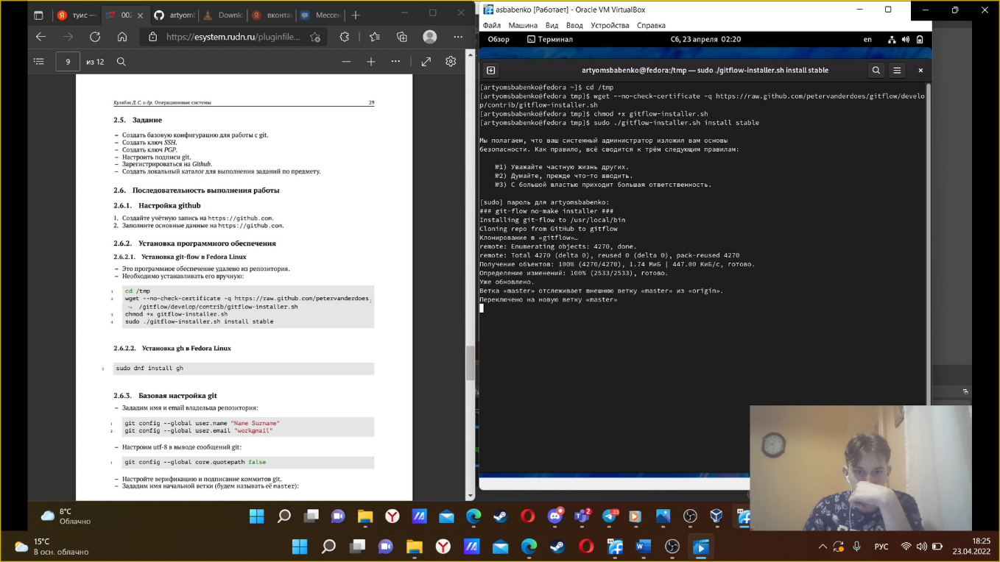 туис —
002
artyom
Downlo
вконта
Мессен
https://esystem.rudn.ru/pluginfile...
9
из 12
Кулябов Д. С. и др. Операционные системы
29
2.5. Задание
– Создать базовую конфигурацию для работы с git.
– Создать ключ SSH.
– Создать ключ PGP.
– Настроить подписи git.
– Зарегистрироваться на Github.
– Создать локальный каталог для выполнения заданий по предмету.
2.6. Последовательность выполнения работы
2.6.1. Настройка github
1. Создайте учётную запись на https://github.com.
2. Заполните основные данные на https://github.com.
2.6.2. Установка программного обеспечения
2.6.2.1. Установка git-flow в Fedora Linux
– Это программное обеспечение удалено из репозитория.
– Необходимо устанавливать его вручную:
1 cd /tmp
2 wget --no-check-certificate -q https://raw.github.com/petervanderdoes
↪ /gitflow/develop/contrib/gitflow-installer.sh
3 chmod +x gitflow-installer.sh
4 sudo ./gitflow-installer.sh install stable
2.6.2.2. Установка gh в Fedora Linux
1 sudo dnf install gh
2.6.3. Базовая настройка git
– Зададим имя и email владельца репозитория:
1 git config --global user.name "Name Surname"
2 git config --global user.email "work@mail"
– Настроим utf-8 в выводе сообщений git:
1 git config --global core.quotepath false
– Настройте верификацию и подписание коммитов git.
– Зададим имя начальной ветки (будем называть её master):
asbabenko [Работает] - Oracle VM VirtualBox
Файл Машина Вид Ввод Устройства Справка
Обзор Терминал Сб, 23 апреля 02:20 en
artyomsbabenko@fedora:/tmp — sudo ./gitflow-installer.sh install stable
[artyomsbabenko@fedora ~]$ cd /tmp
[artyomsbabenko@fedora tmp]$ wget --no-check-certificate -q https://raw.github.com/petervanderdoes/gitflow/develo
p/contrib/gitflow-installer.sh
[artyomsbabenko@fedora tmp]$ chmod +x gitflow-installer.sh
[artyomsbabenko@fedora tmp]$ sudo ./gitflow-installer.sh install stable
Мы полагаем, что ваш системный администратор изложил вам основы
безопасности. Как правило, всё сводится к трём следующим правилам:
№1) Уважайте частную жизнь других.
№2) Думайте, прежде что-то вводить.
№3) С большой властью приходит большая ответственность.
[sudo] пароль для artyomsbabenko:
### git-flow no-make installer ###
Installing git-flow to /usr/local/bin
Cloning repo from GitHub to gitflow
Клонирование в «gitflow»…
remote: Enumerating objects: 4270, done.
remote: Total 4270 (delta 0), reused 0 (delta 0), pack-reused 4270
Получение объектов: 100% (4270/4270), 1.74 МиБ | 447.00 КиБ/с, готово.
Определение изменений: 100% (2533/2533), готово.
Уже обновлено.
Ветка «master» отслеживает внешнюю ветку «master» из «origin».
Переключено на новую ветку «master»
8°C
Облачно
2
03
15°C
В осн. облачно
РУС
18:25
23.04.2022